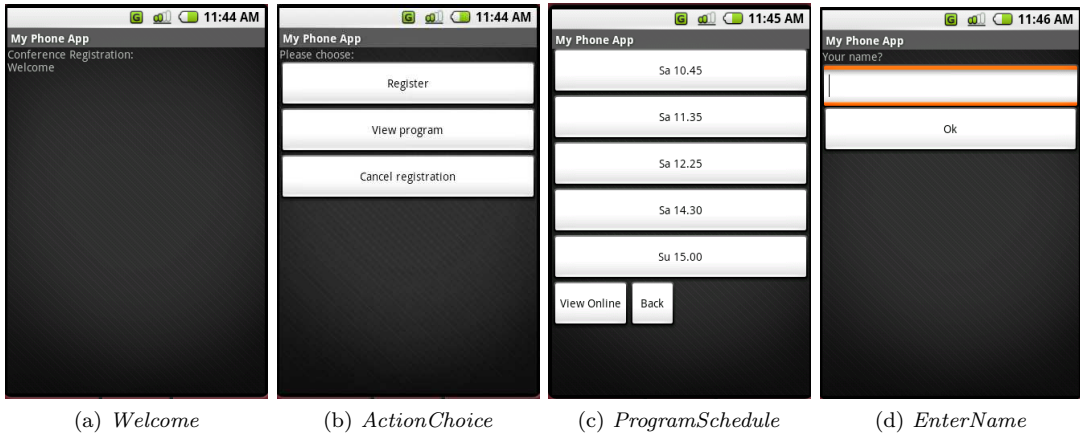 G 11:44 AM
My Phone App
Conference Registration:
Welcome
(a) Welcome
G 11:44 AM
My Phone App
Please choose:
Register
View program
Cancel registration
(b) ActionChoice
G 11:45 AM
My Phone App
Sa 10.45
Sa 11.35
Sa 12.25
Sa 14.30
Su 15.00
View Online Back
(c) ProgramSchedule
G 11:46 AM
My Phone App
Your name?
Ok
(d) EnterName